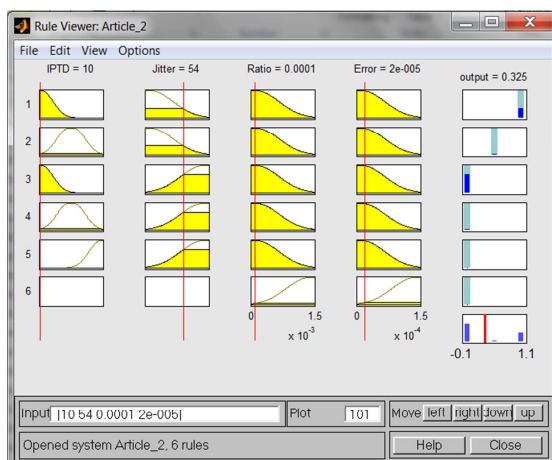 Rule Viewer: Article_2
File Edit View Options
IPTD = 10 Jitter = 54 Ratio = 0.0001 Error = 2e-005 output = 0.325
1
2
3
4
5
6
0 1.5 0 1.5
x 10-3 x 10-4
-0.1 1.1
Input [10 54 0.0001 2e-005] Plot 101 Move left right down up
Opened system Article_2, 6 rules Help Close